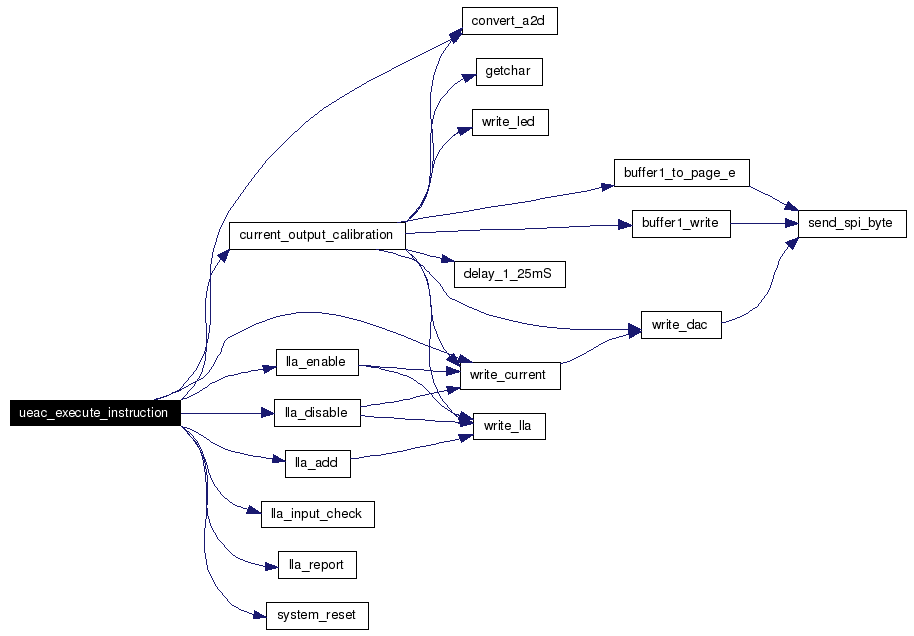 convert_a2d
getchar
write_led
buffer1_to_page_e
buffer1_write
send_spi_byte
current_output_calibration
delay_1_25mS
write_dac
lla_enable
write_current
ueac_execute_instruction
lla_disable
write_lla
lla_add
lla_input_check
lla_report
system_reset